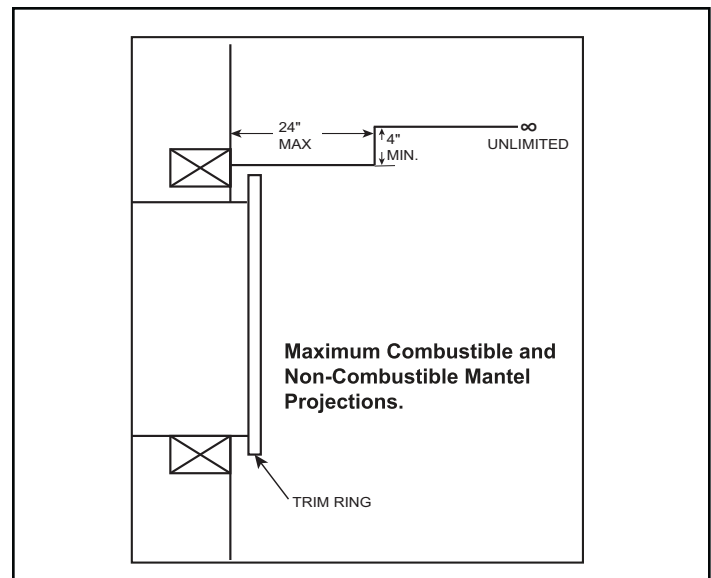 24"
MAX
4"
MIN.
∞
UNLIMITED
Maximum Combustible and
Non-Combustible Mantel
Projections.
TRIM RING